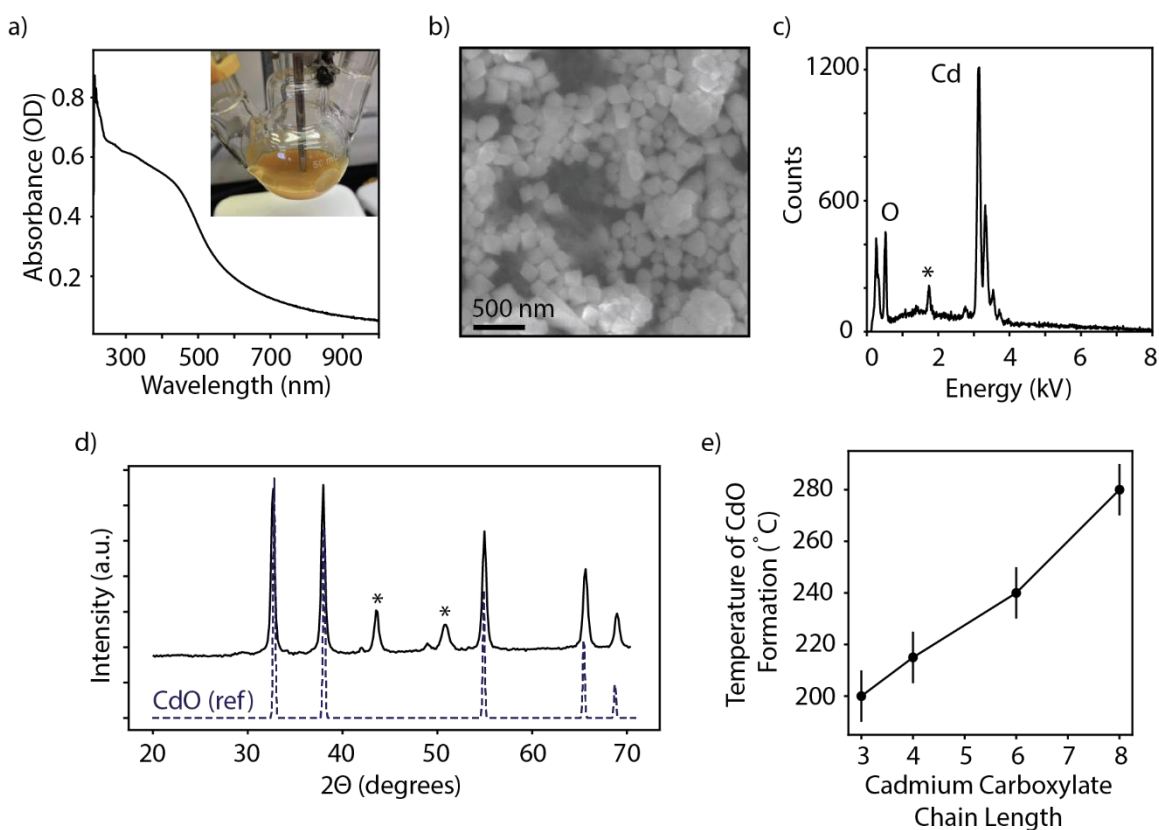 a)
Absorbance (OD)
0.8
0.6
0.4
0.2
300 500 700 900
Wavelength (nm)
b)
500 nm
c)
Counts
1200
600
0
Cd
O
*
0 2 4 6 8
Energy (kV)
d)
Intensity (a.u.)
* *
CdO (ref)
20 30 40 50 60 70
2Θ (degrees)
e)
Temperature of CdO
Formation (˚C)
280
260
240
220
200
3 4 5 6 7 8
Cadmium Carboxylate
Chain Length